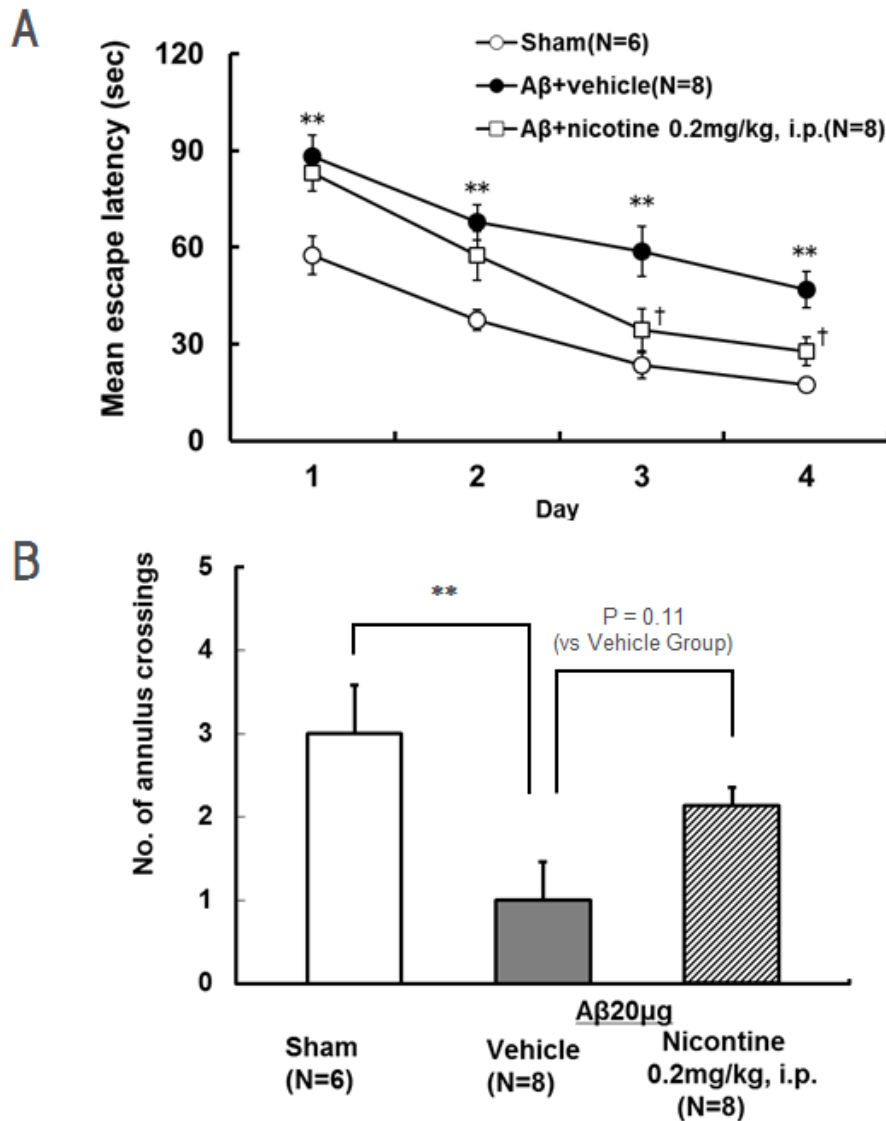 A
Mean escape latency (sec)
120
90
60
30
0
Sham(N=6)
Aβ+vehicle(N=8)
Aβ+nicotine 0.2mg/kg, i.p.(N=8)
**
**
**
**
†
†
1 2 3 4
Day
B
No. of annulus crossings
5
4
3
2
1
0
**
P = 0.11
(vs Vehicle Group)
Aβ20μg
Sham
(N=6)
Vehicle
(N=8)
Nicontine
0.2mg/kg, i.p.
(N=8)